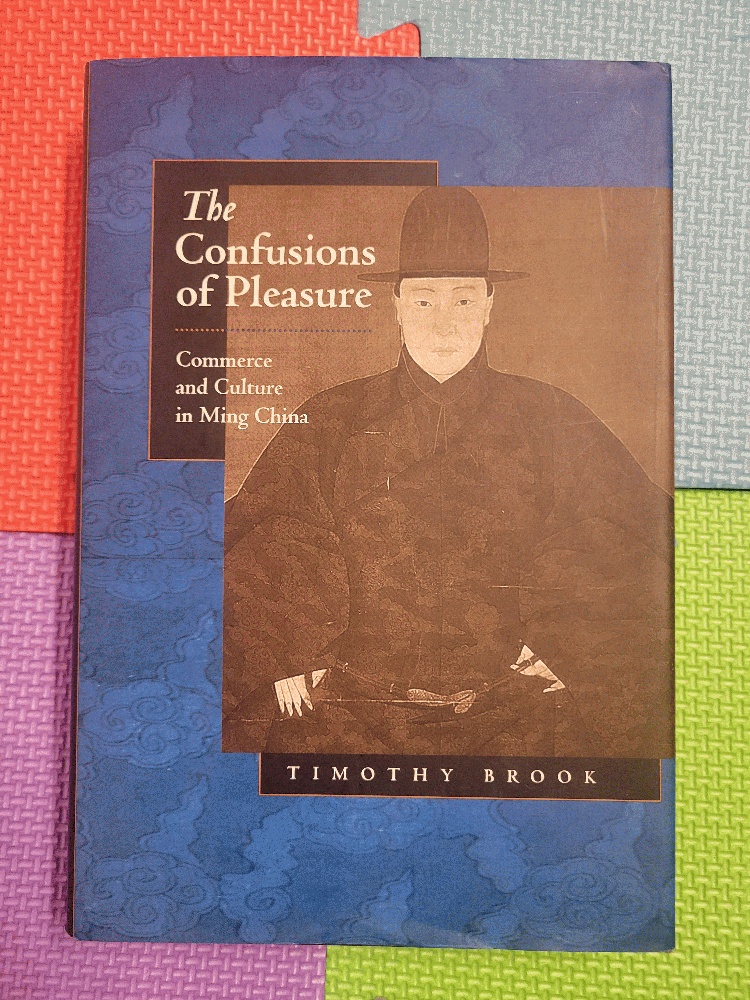 The
Confusions
of Pleasure
Commerce
and Culture
in Ming China
TIMOTHY BROOK